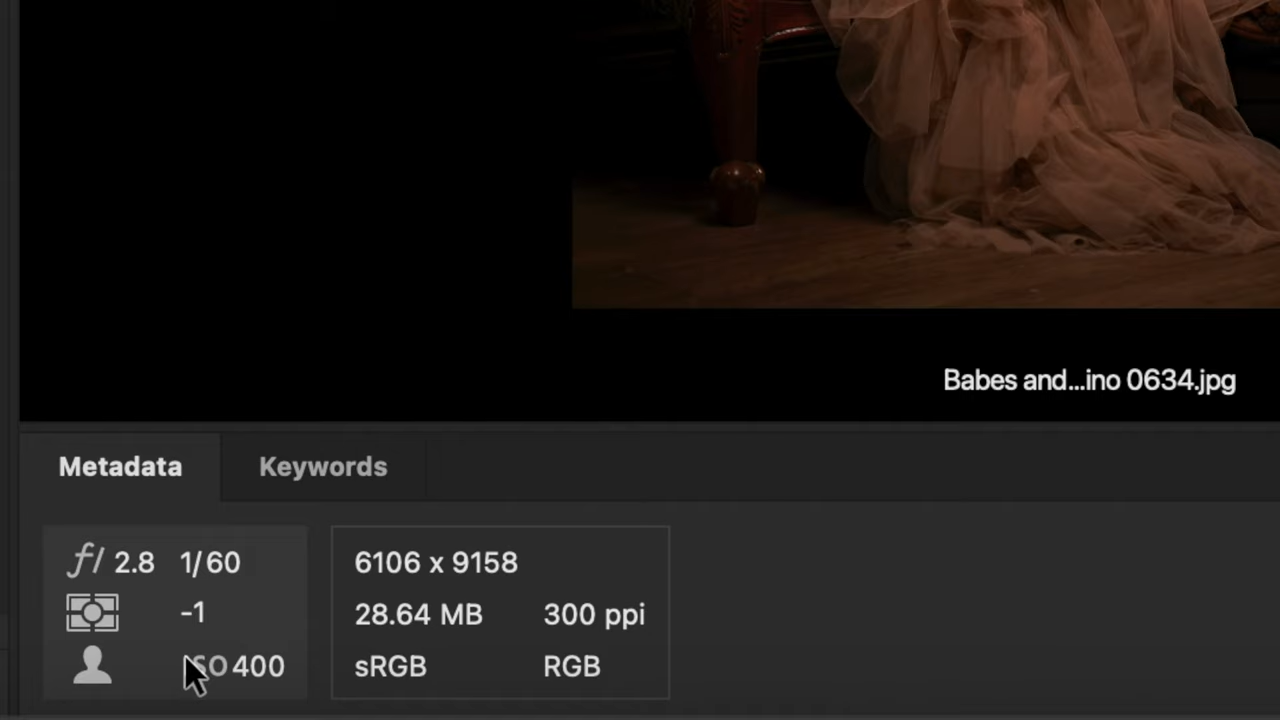 Babes and...ino 0634.jpg
Metadata Keywords
f/ 2.8 1/60
-1
ISO 400
6106 x 9158
28.64 MB 300 ppi
sRGB RGB